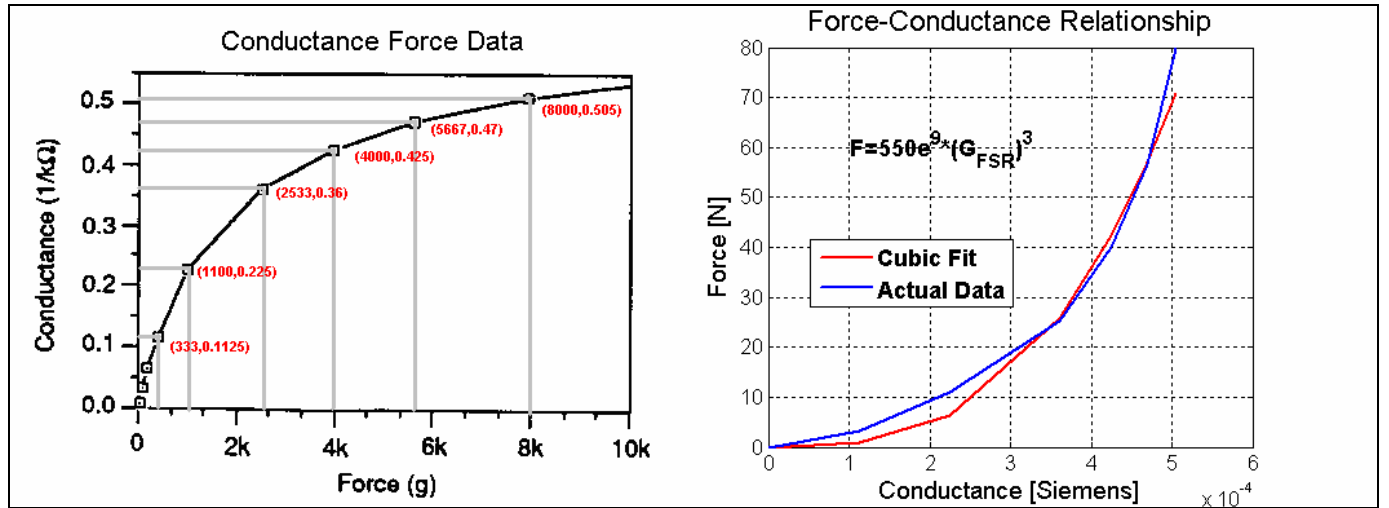 Conductance Force Data
Conductance (1/kΩ)
0.5
0.4
0.3
0.2
0.1
0.0
(8000,0.505)
(5667,0.47)
(4000,0.425)
(2533,0.36)
(1100,0.225)
(333,0.1125)
0 2k 4k 6k 8k 10k
Force (g)
Force-Conductance Relationship
Force [N]
80
70
60
50
40
30
20
10
0
F=550e^9*(G_FSR)^3
Cubic Fit
Actual Data
0 1 2 3 4 5 6
Conductance [Siemens]
x 10^-4